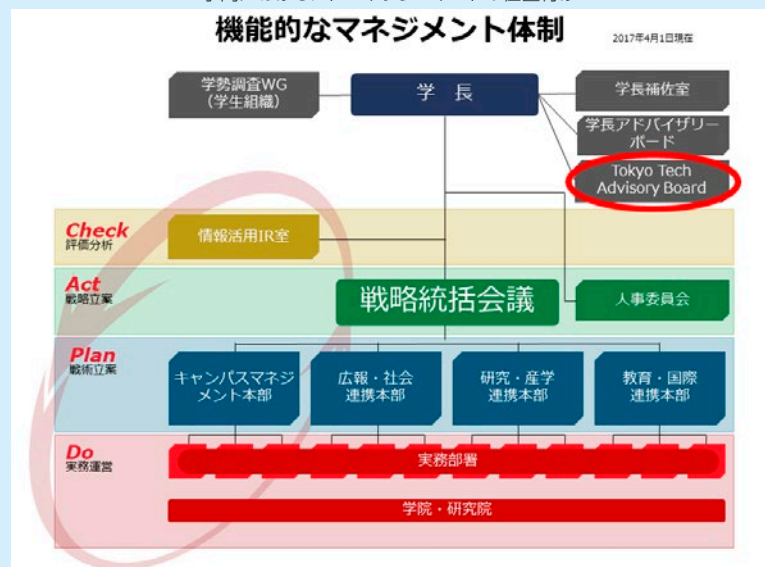 機能的なマネジメント体制
2017年4月1日現在
学勢調査WG
(学生組織)
学 長
学長補佐室
学長アドバイザリー
ボード
Tokyo Tech
Advisory Board
Check
評価分析
情報活用IR室
Act
戦略立案
戦略統括会議
人事委員会
Plan
戦術立案
キャンパスマネジ
メント本部
広報・社会
連携本部
研究・産学
連携本部
教育・国際
連携本部
Do
実務運営
実務部署
学院・研究院